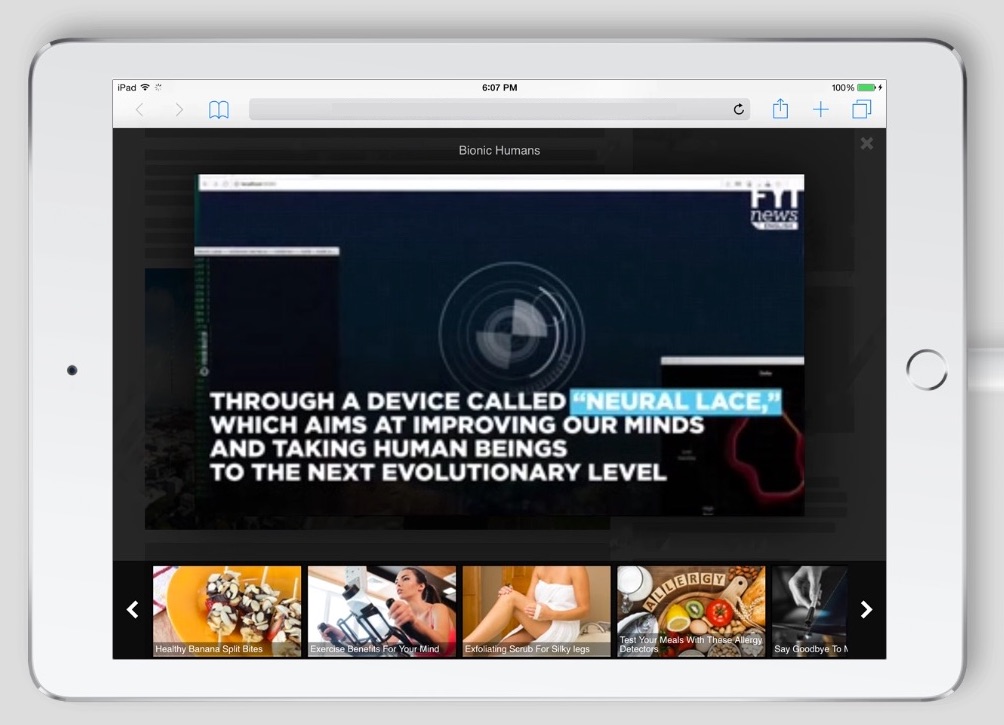 iPad
6:07 PM
100%
Bionic Humans
FYI
news
ENGLISH
THROUGH A DEVICE CALLED “NEURAL LACE,”
WHICH AIMS AT IMPROVING OUR MINDS
AND TAKING HUMAN BEINGS
TO THE NEXT EVOLUTIONARY LEVEL
ALLERGY
Healthy Banana Split Bites
Exercise Benefits For Your Mind
Exfoliating Scrub For Silky legs
Test Your Meals With These Allergy
Detectors
Say Goodbye To